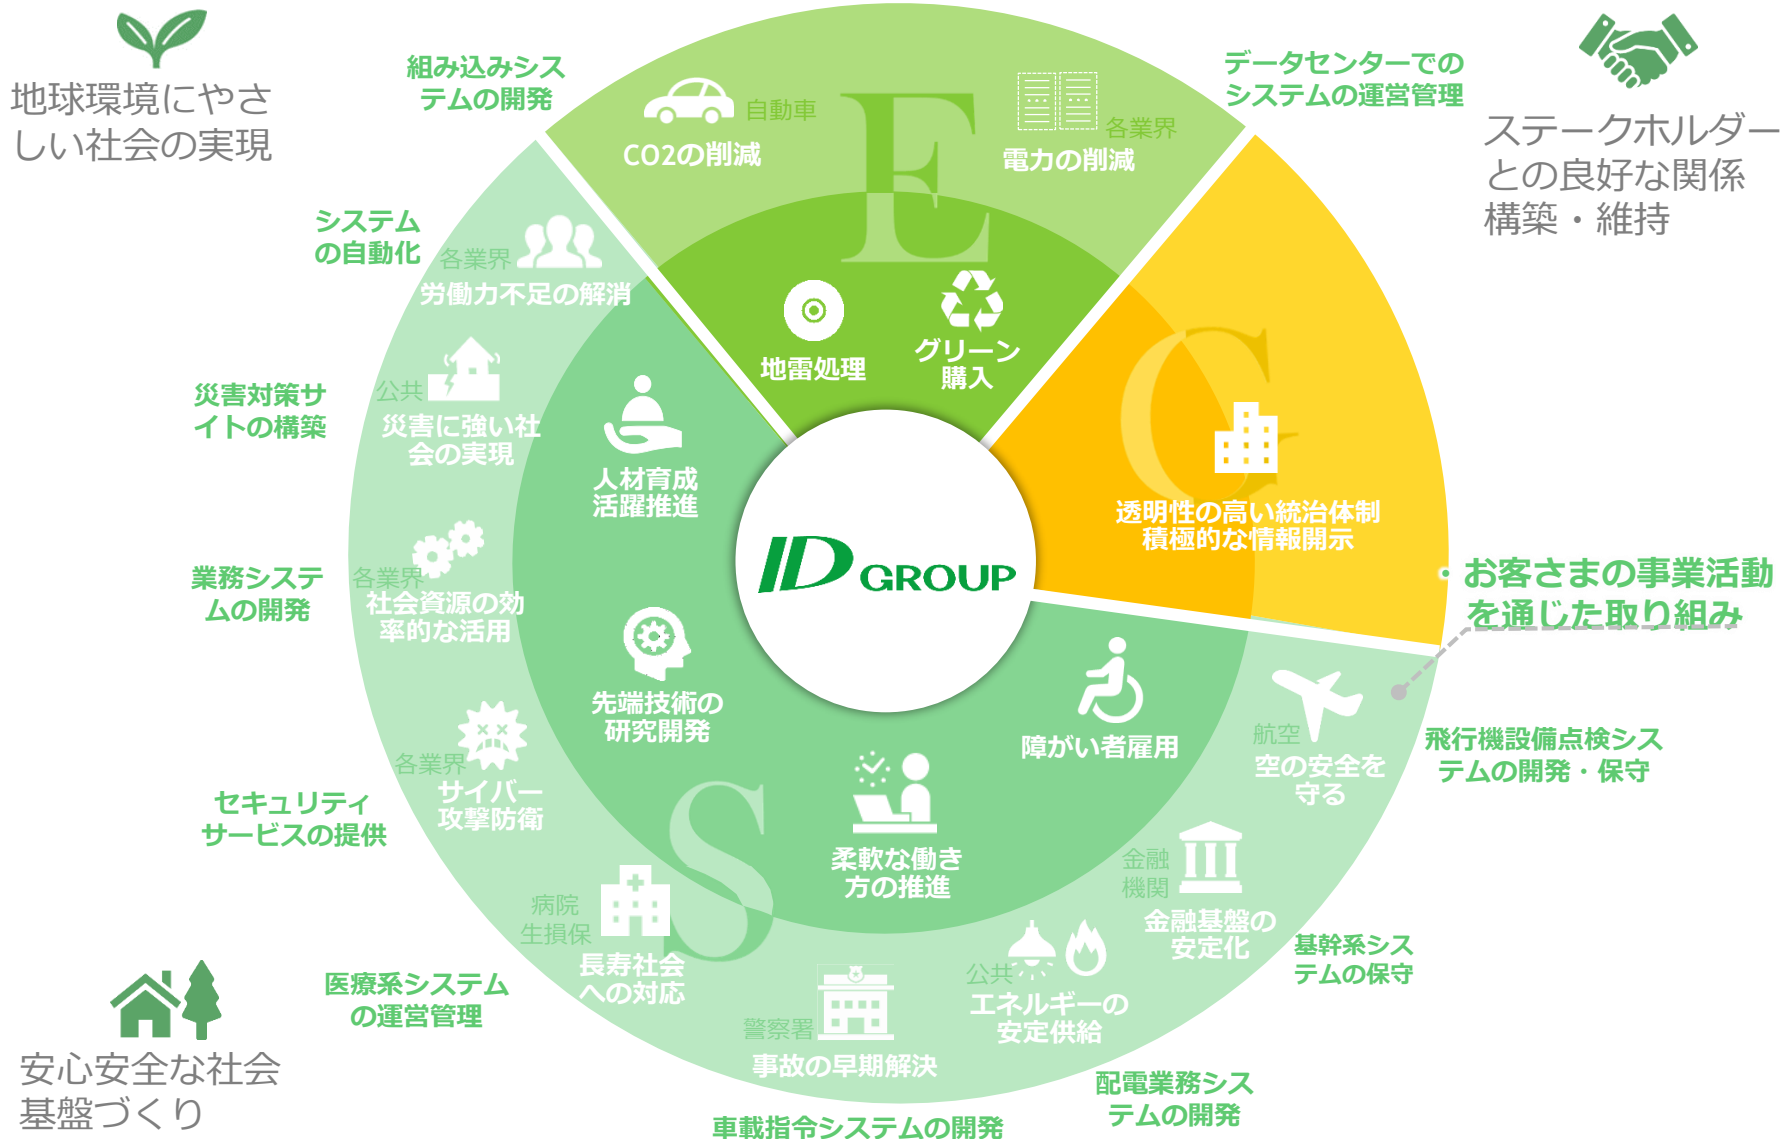 地球環境にやさ
しい社会の実現
ステークホルダー
との良好な関係
構築・維持
安心安全な社会
基盤づくり
組み込みシス
テムの開発
自動車
CO2の削減
E
データセンターでの
システムの運営管理
各業界
電力の削減
地雷処理
グリーン
購入
G
透明性の高い統治体制
積極的な情報開示
お客さまの事業活動
を通じた取り組み
システム
の自動化
各業界
労働力不足の解消
災害対策サ
イトの構築
公共
災害に強い社
会の実現
業務システ
ムの開発
各業界
社会資源の効
率的な活用
セキュリティ
サービスの提供
各業界
サイバー
攻撃防衛
医療系システム
の運営管理
病院
生損保
長寿社会
への対応
S
人材育成
活躍推進
先端技術の
研究開発
柔軟な働き
方の推進
障がい者雇用
ID GROUP
警察署
事故の早期解決
車載指令システムの開発
公共
エネルギーの
安定供給
配電業務シス
テムの開発
金融
機関
金融基盤の
安定化
基幹系シス
テムの保守
航空
空の安全を
守る
飛行機設備点検シス
テムの開発・保守